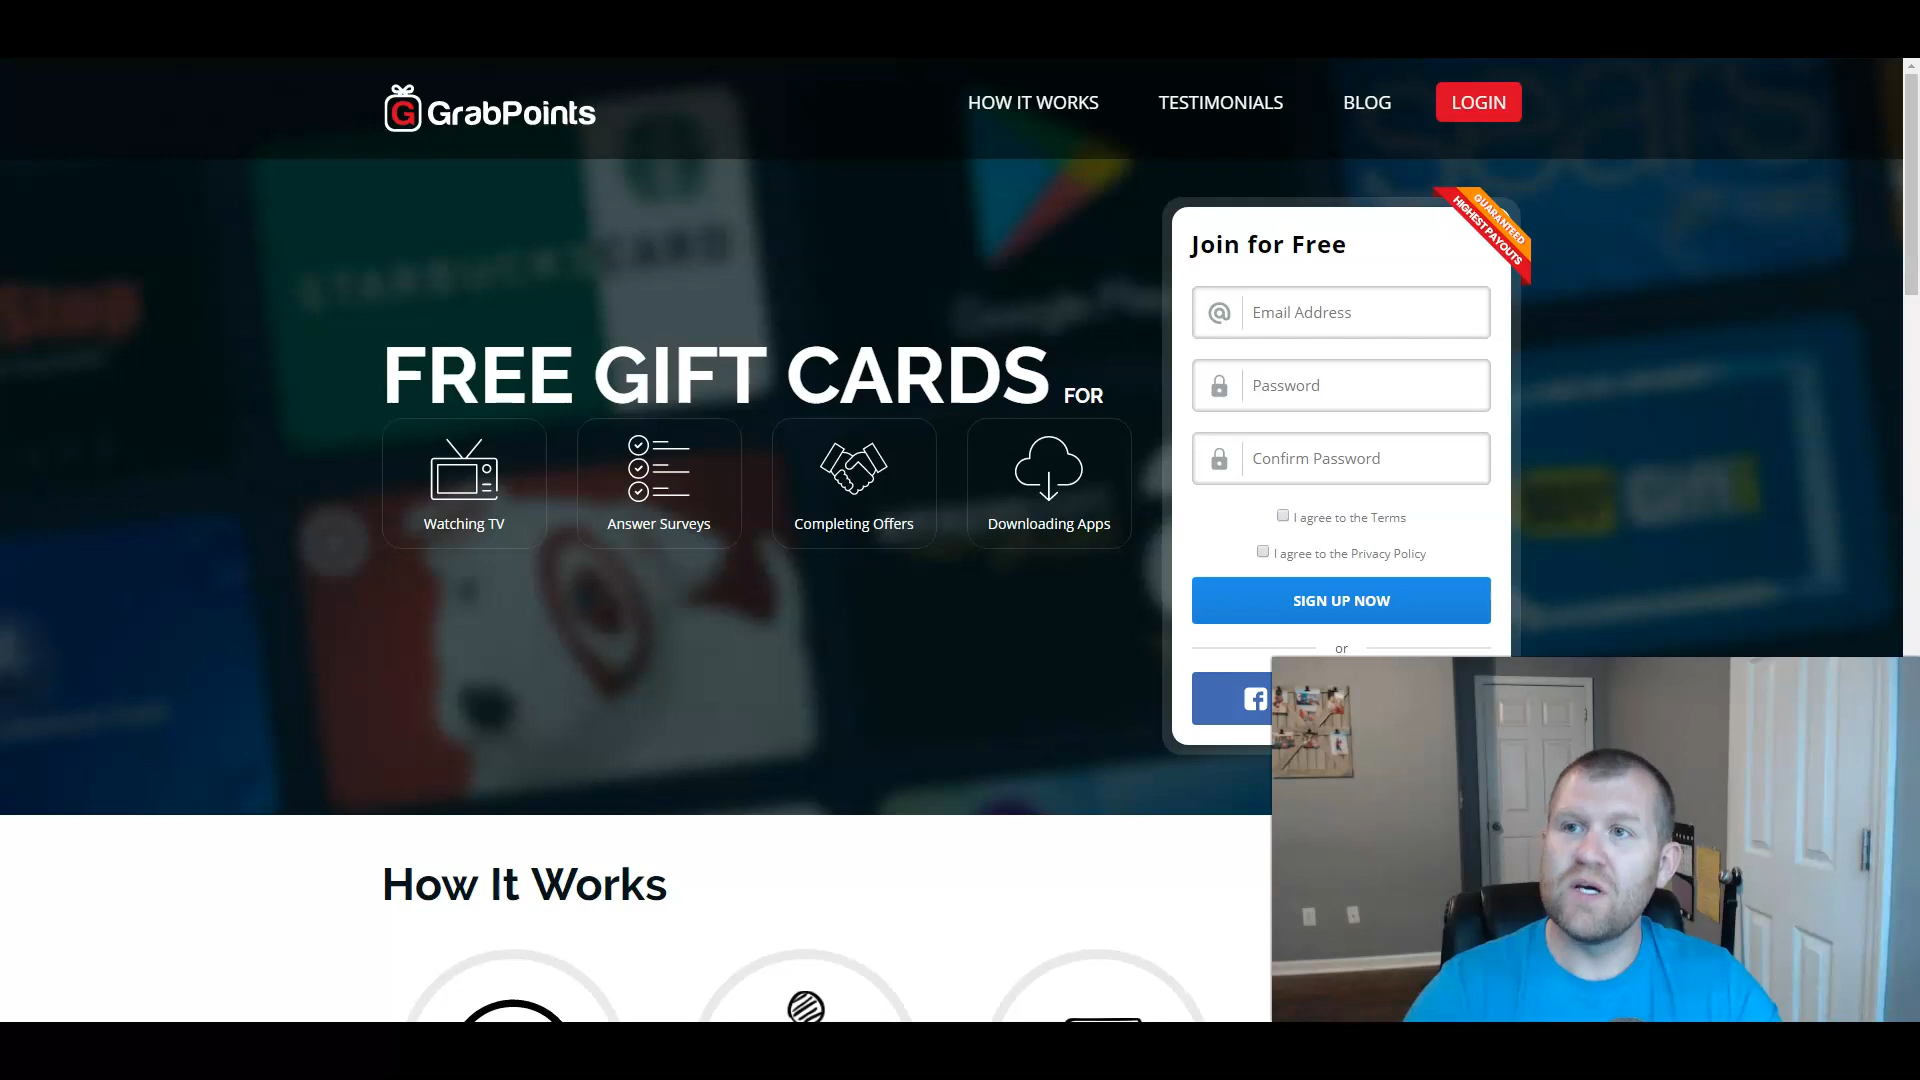 GrabPoints
HOW IT WORKS
TESTIMONIALS
BLOG
LOGIN
GUARANTEED
HIGHEST PAYOUTS
Join for Free
Email Address
Password
Confirm Password
I agree to the Terms
I agree to the Privacy Policy
SIGN UP NOW
or
STARBUCKS CARD
FREE GIFT CARDS FOR
Watching TV
Answer Surveys
Completing Offers
Downloading Apps
How It Works